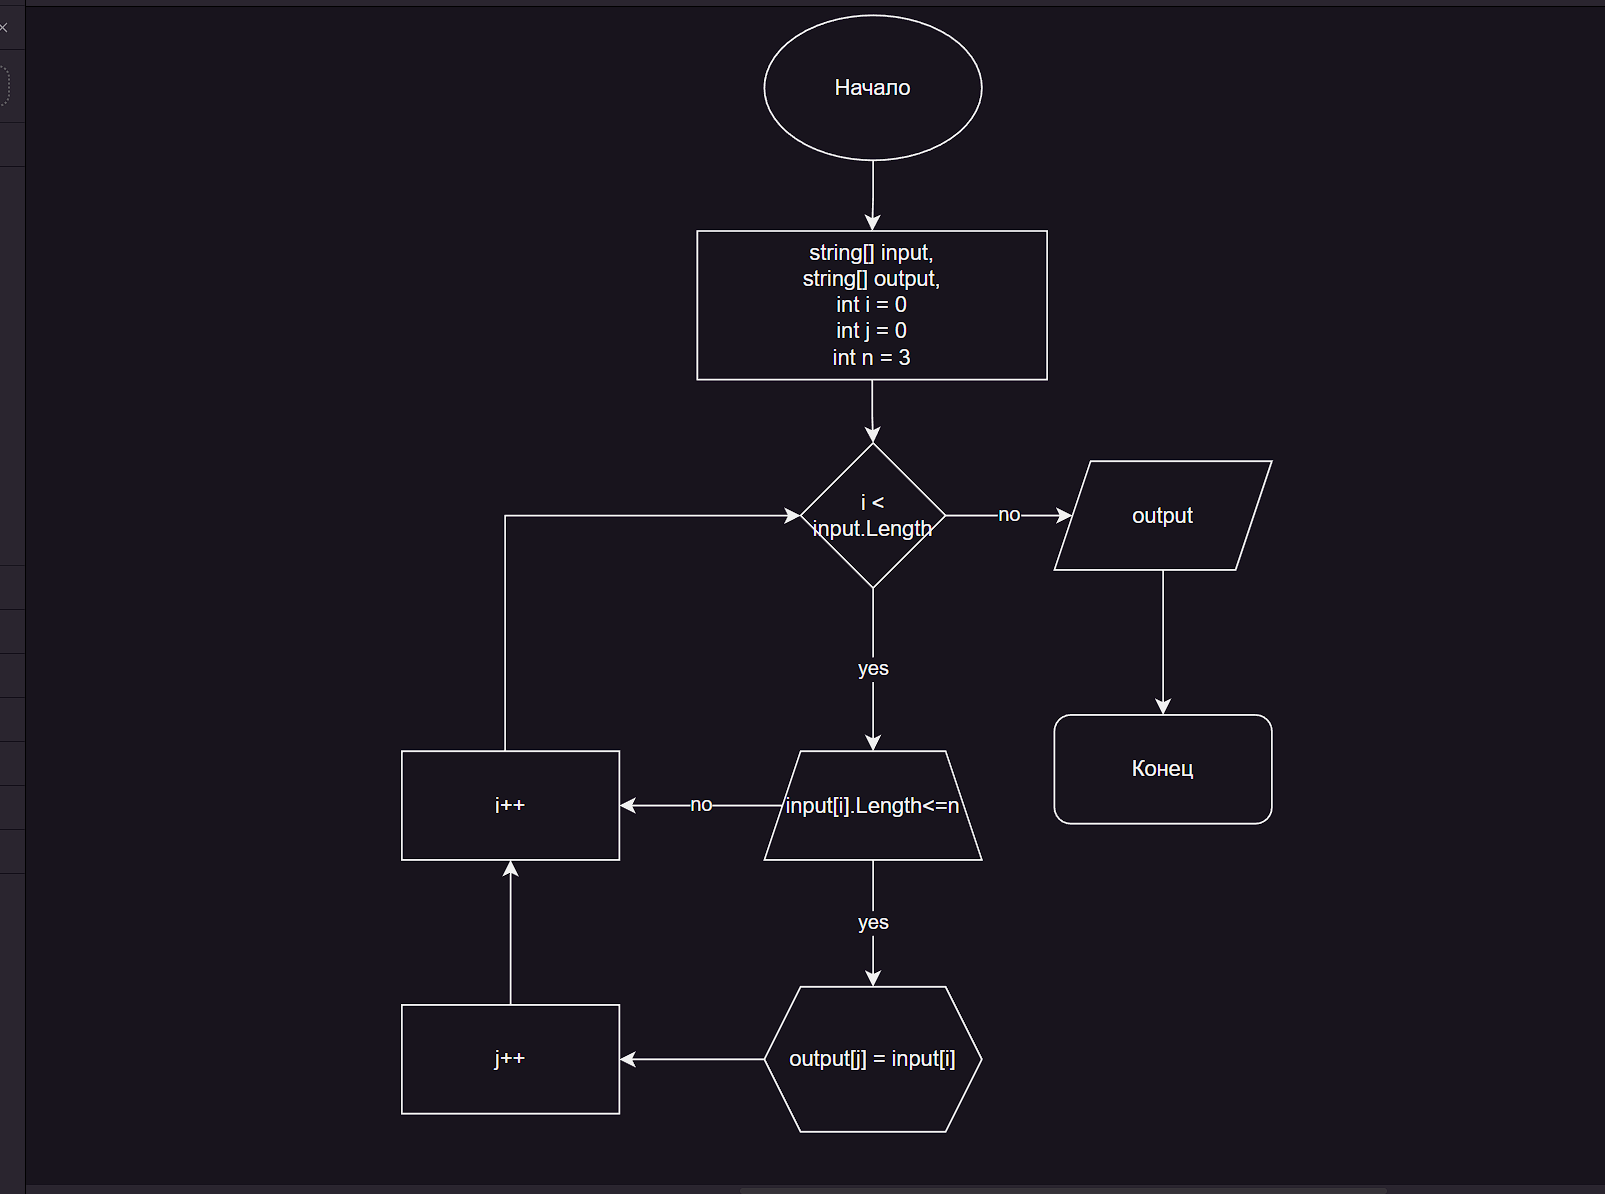 Начало
string[] input,
string[] output,
int i = 0
int j = 0
int n = 3
i <
input.Length
no
output
yes
Конец
i++
no
input[i].Length<=n
yes
j++
output[j] = input[i]